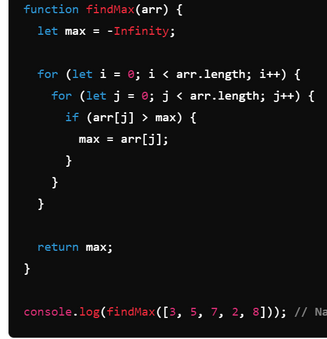 function findMax(arr) {
  let max = -Infinity;

  for (let i = 0; i < arr.length; i++) {
    for (let j = 0; j < arr.length; j++) {
      if (arr[j] > max) {
        max = arr[j];
      }
    }
  }

  return max;
}

console.log(findMax([3, 5, 7, 2, 8])); //